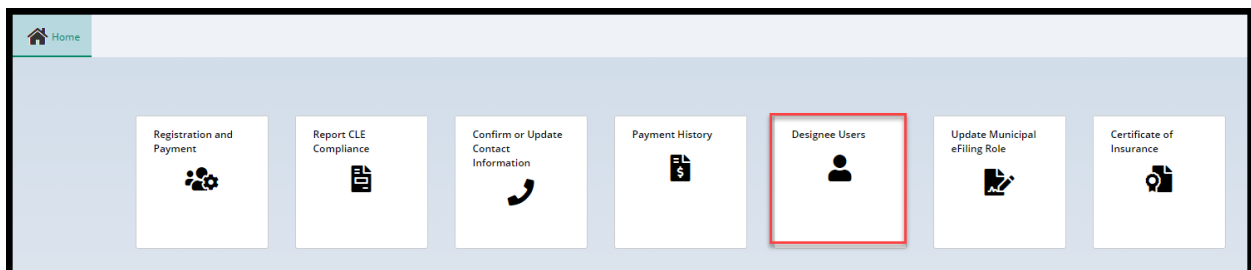 Home
Registration and
Payment
Report CLE
Compliance
Confirm or Update
Contact
Information
Payment History
$
Designee Users
Update Municipal
eFiling Role
Certificate of
Insurance